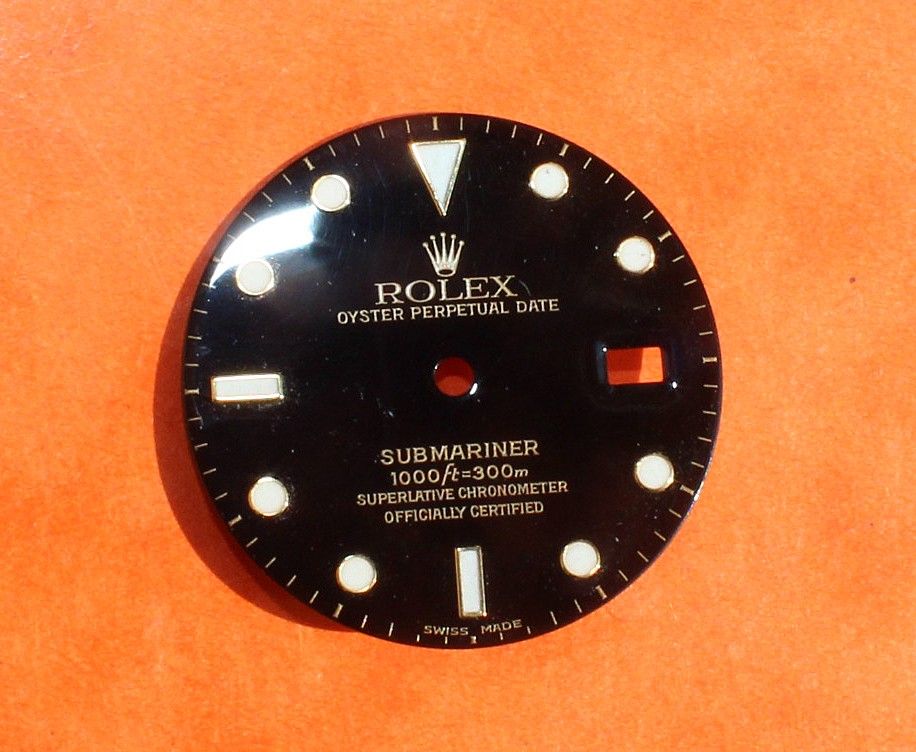 ROLEX
OYSTER PERPETUAL DATE
SUBMARINER
1000ft=300m
SUPERLATIVE CHRONOMETER
OFFICIALLY CERTIFIED
SWISS MADE